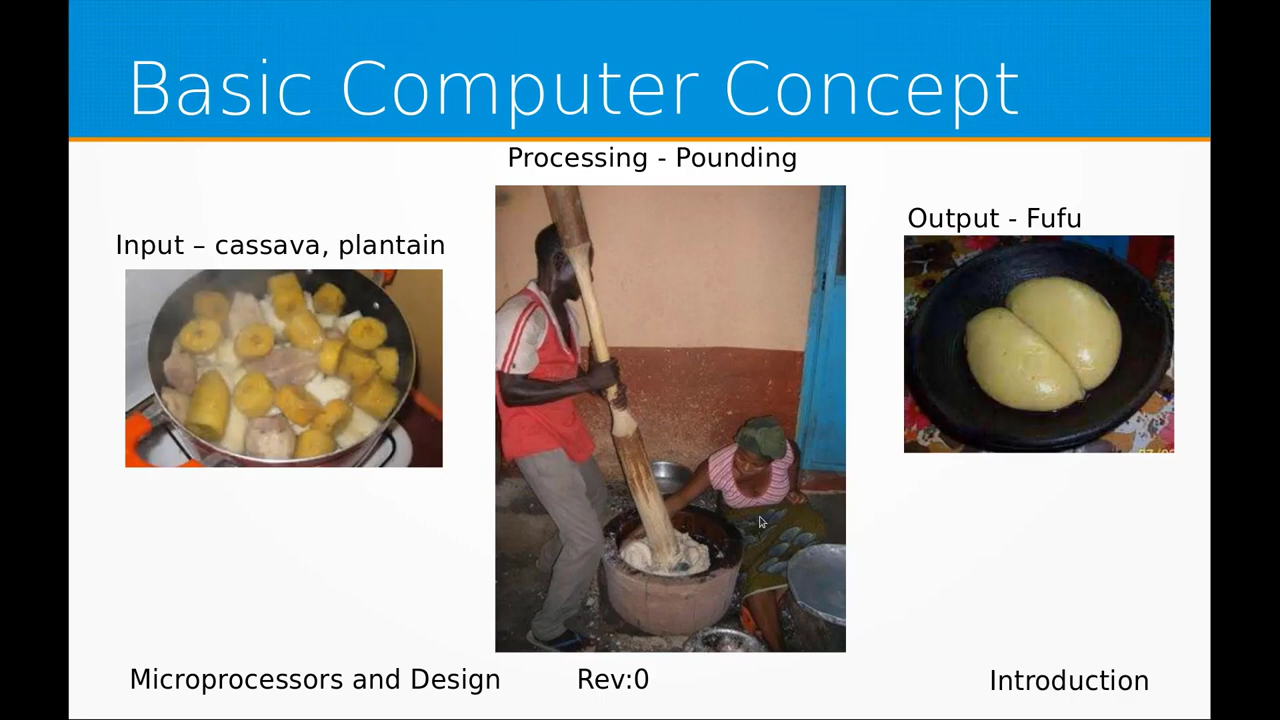 Basic Computer Concept
Processing - Pounding
Input – cassava, plantain
Output - Fufu
Microprocessors and Design
Rev:0
Introduction